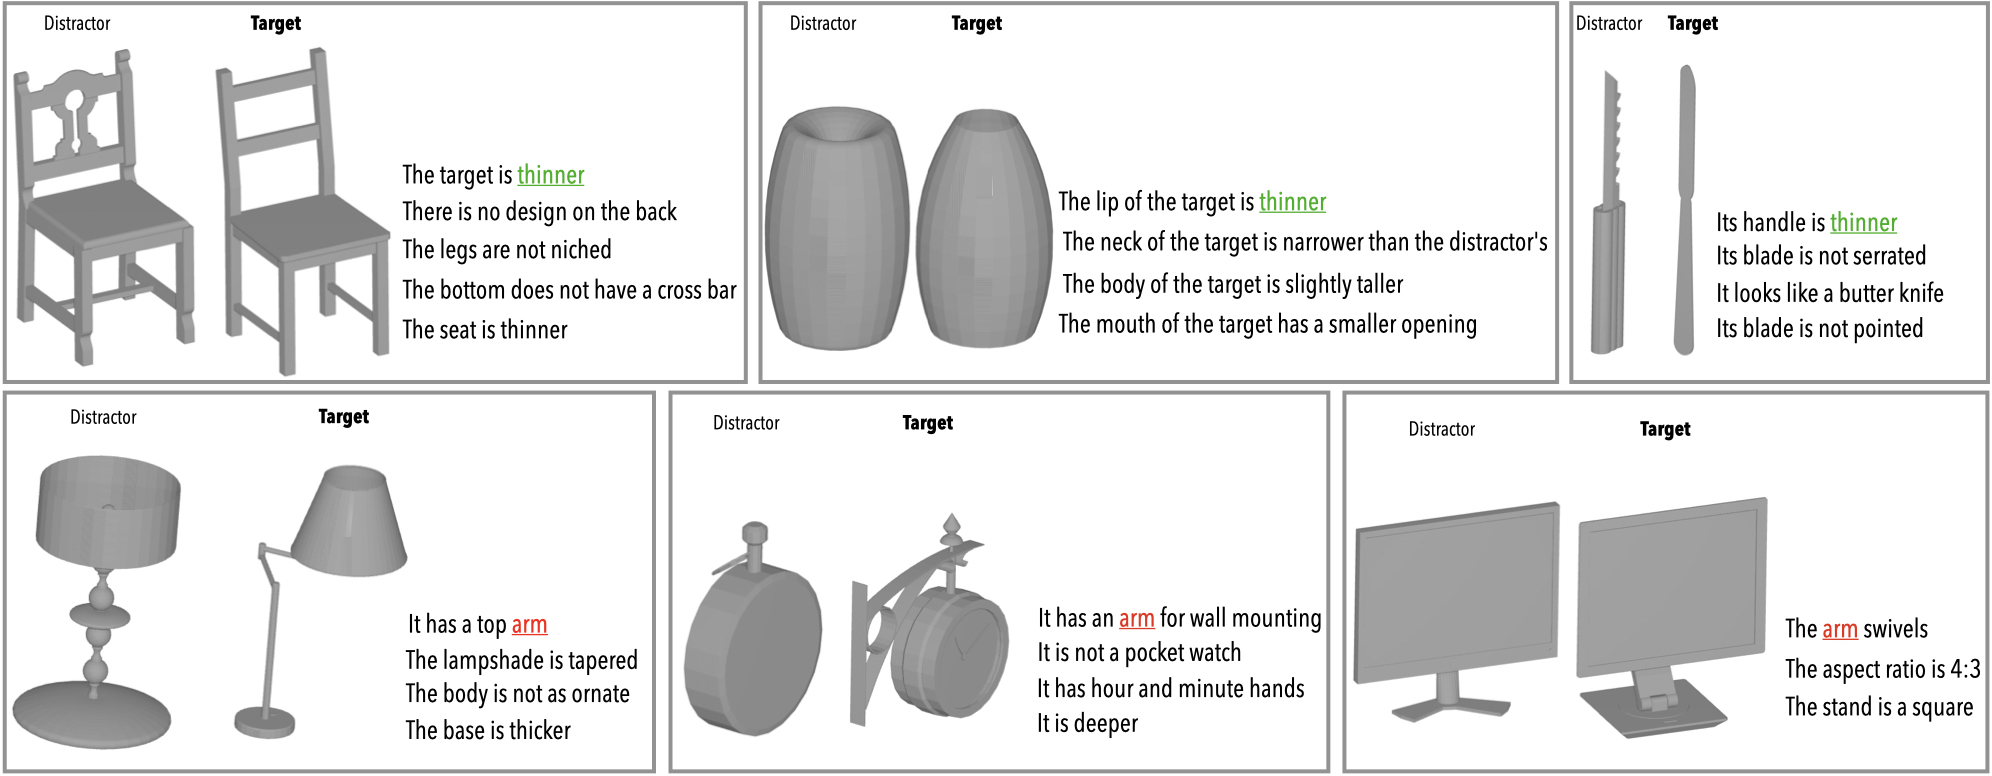 Distractor Target
The target is thinner
There is no design on the back
The legs are not niched
The bottom does not have a cross bar
The seat is thinner
Distractor Target
The lip of the target is thinner
The neck of the target is narrower than the distractor's
The body of the target is slightly taller
The mouth of the target has a smaller opening
Distractor Target
Its handle is thinner
Its blade is not serrated
It looks like a butter knife
Its blade is not pointed
Distractor Target
It has a top arm
The lampshade is tapered
The body is not as ornate
The base is thicker
Distractor Target
It has an arm for wall mounting
It is not a pocket watch
It has hour and minute hands
It is deeper
Distractor Target
The arm swivels
The aspect ratio is 4:3
The stand is a square